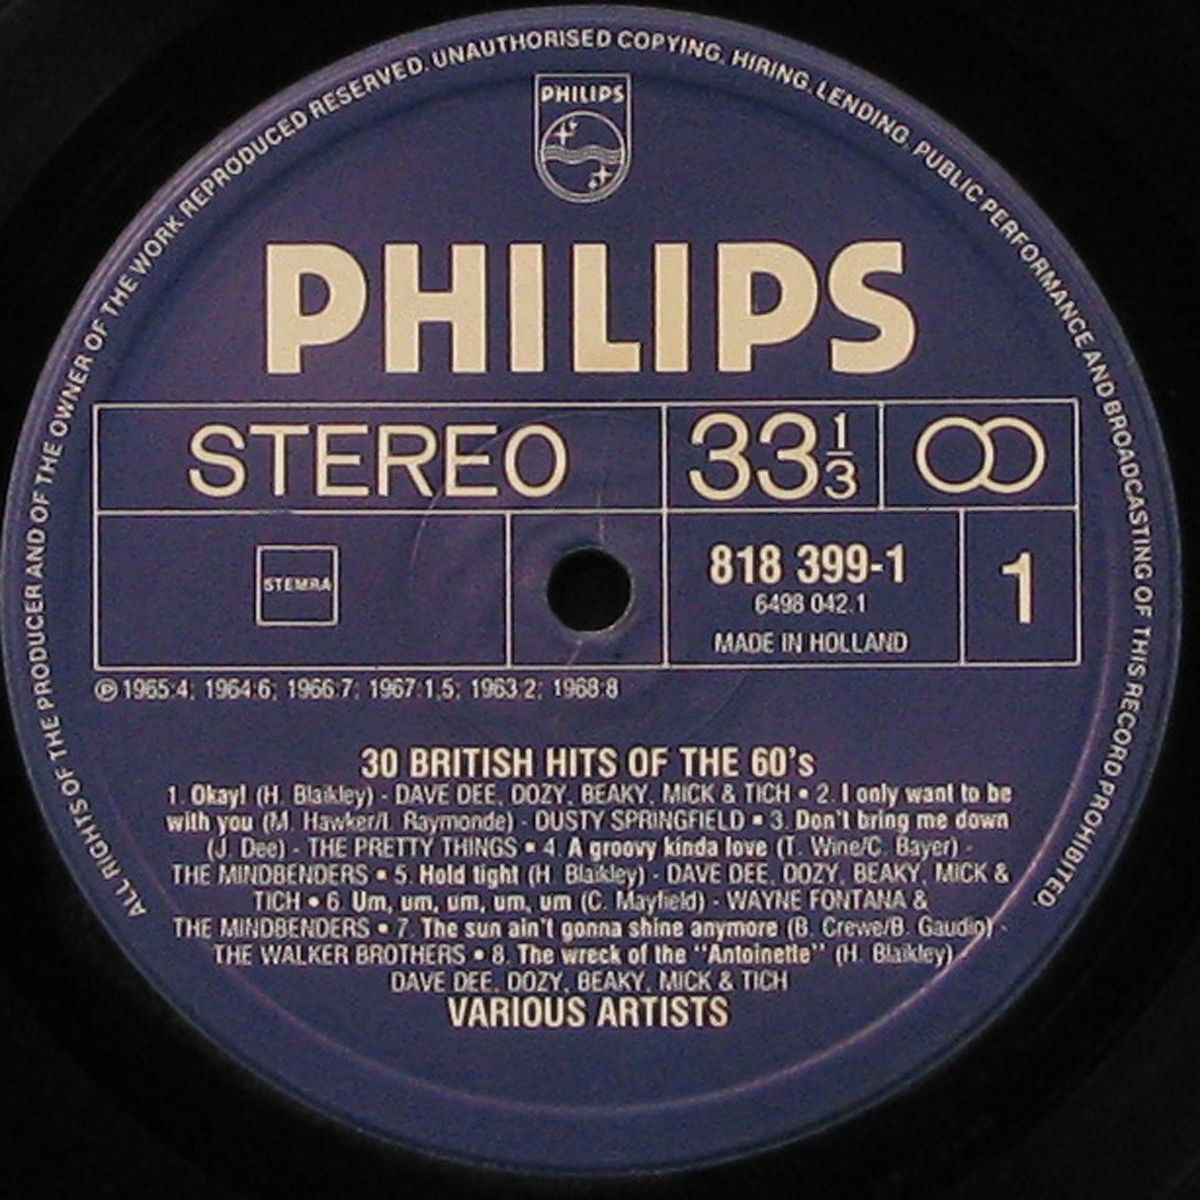 ALL RIGHTS OF THE PRODUCER AND OF THE OWNER OF THE WORK REPRODUCED RESERVED. UNAUTHORISED COPYING, HIRING, LENDING, PUBLIC PERFORMANCE AND BROADCASTING OF THIS RECORD PROHIBITED.
PHILIPS
PHILIPS
STEREO
33 1/3
STEMRA
818 399-1
6498 042.1
MADE IN HOLLAND
1
℗ 1965:4; 1964:6; 1966:7; 1967:1,5; 1963:2; 1968:8
30 BRITISH HITS OF THE 60's
1. Okay! (H. Blaikley) - DAVE DEE, DOZY, BEAKY, MICK & TICH • 2. I only want to be
with you (M. Hawker/I. Raymonde) - DUSTY SPRINGFIELD • 3. Don't bring me down
(J. Dee) - THE PRETTY THINGS • 4. A groovy kinda love (T. Wine/C. Bayer) -
THE MINDBENDERS • 5. Hold tight (H. Blaikley) - DAVE DEE, DOZY, BEAKY, MICK &
TICH • 6. Um, um, um, um, um (C. Mayfield) - WAYNE FONTANA &
THE MINDBENDERS • 7. The sun ain't gonna shine anymore (B. Crewe/B. Gaudio) -
THE WALKER BROTHERS • 8. The wreck of the "Antoinette" (H. Blaikley) -
DAVE DEE, DOZY, BEAKY, MICK & TICH
VARIOUS ARTISTS